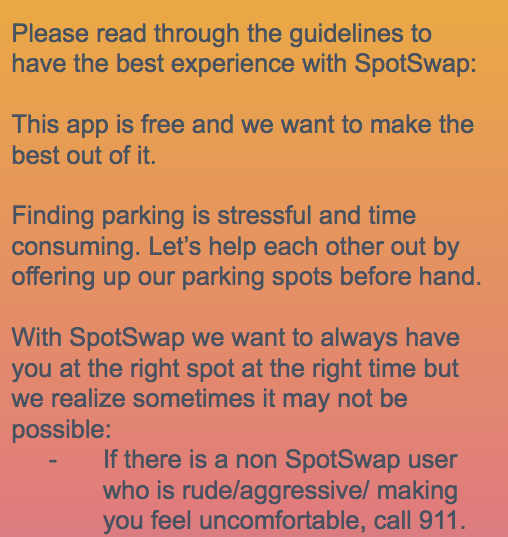 Please read through the guidelines to
have the best experience with SpotSwap:
This app is free and we want to make the
best out of it.
Finding parking is stressful and time
consuming. Let’s help each other out by
offering up our parking spots before hand.
With SpotSwap we want to always have
you at the right spot at the right time but
we realize sometimes it may not be
possible:
- If there is a non SpotSwap user
who is rude/aggressive/ making
you feel uncomfortable, call 911.